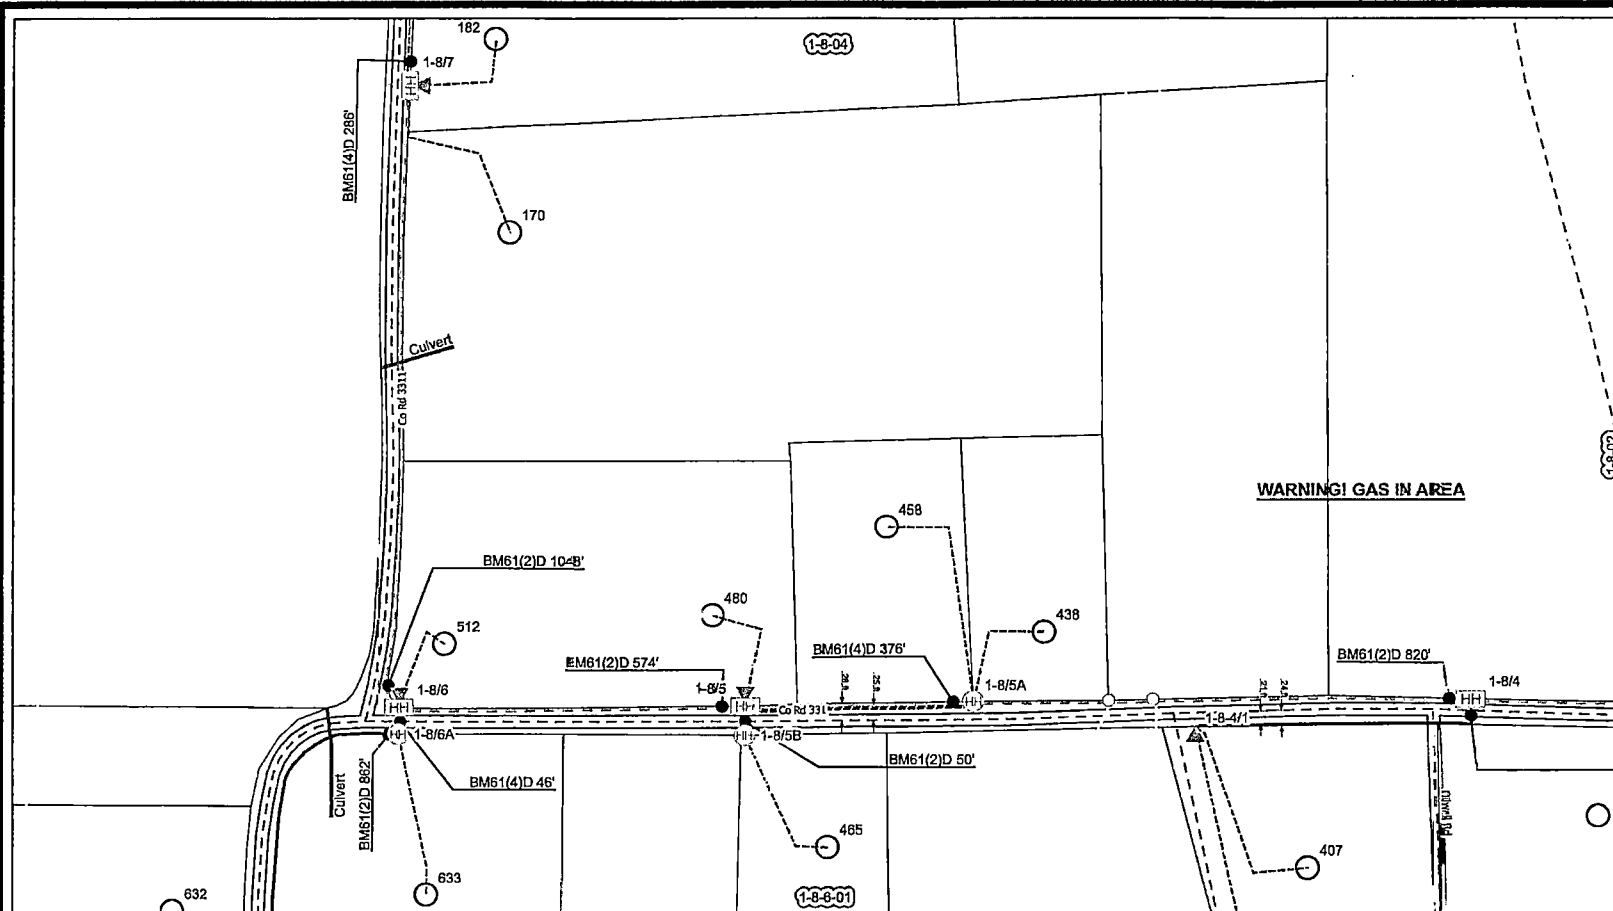 182
1-8-04
1-8/7
BM61(4)D 286'
170
Culvert
Co Rd 3311
WARNING! GAS IN AREA
458
BM61(2)D 1048'
480
512
438
BM61(4)D 376'
BM61(2)D 574'
BM61(2)D 820'
1-8/6
1-8/5
1-8/5A
1-8/4
HH
HH
HH
HH
HH
Co Rd 331
1-8-4/1
1-8/6A
HH
1-8/5B
HH
BM61(2)D 50'
BM61(4)D 46'
BM61(2)D 862'
Culvert
465
407
633
632
1-8-6-01